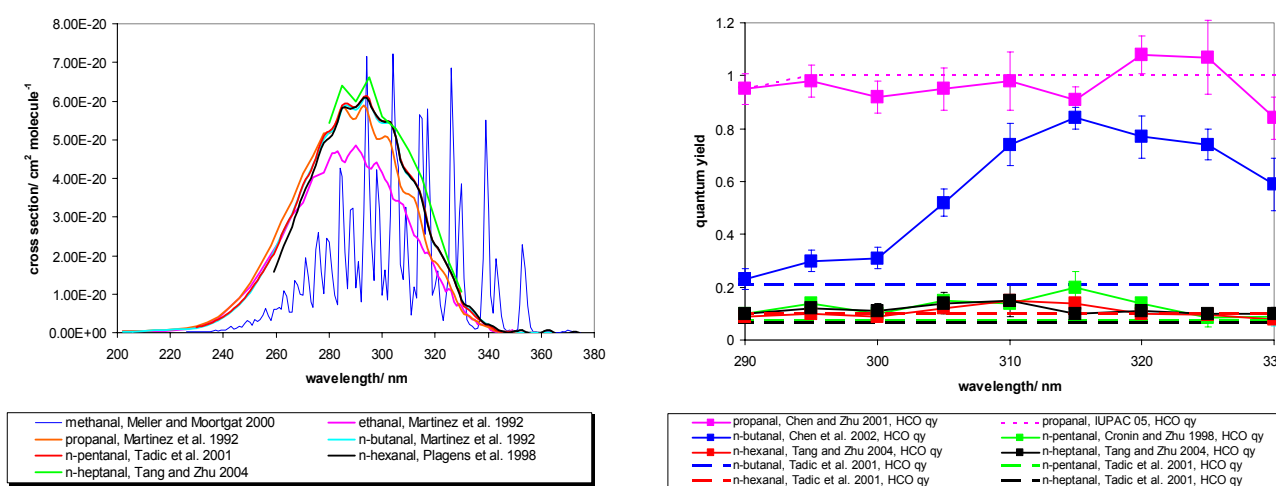 8.00E-20
7.00E-20
6.00E-20
5.00E-20
4.00E-20
3.00E-20
2.00E-20
1.00E-20
0.00E+00
cross section/ cm² molecule⁻¹
200 220 240 260 280 300 320 340 360 380
wavelength/ nm
methanal, Meller and Moortgat 2000
ethanal, Martinez et al. 1992
propanal, Martinez et al. 1992
n-butanal, Martinez et al. 1992
n-pentanal, Tadic et al. 2001
n-hexanal, Plagens et al. 1998
n-heptanal, Tang and Zhu 2004
1.2
1
0.8
0.6
0.4
0.2
0
quantum yield
290 300 310 320 33
wavelength/ nm
propanal, Chen and Zhu 2001, HCO qy
propanal, IUPAC 05, HCO qy
n-butanal, Chen et al. 2002, HCO qy
n-pentanal, Cronin and Zhu 1998, HCO qy
n-hexanal, Tang and Zhu 2004, HCO qy
n-heptanal, Tang and Zhu 2004, HCO qy
n-butanal, Tadic et al. 2001, HCO qy
n-pentanal, Tadic et al. 2001, HCO qy
n-hexanal, Tadic et al. 2001, HCO qy
n-heptanal, Tadic et al. 2001, HCO qy